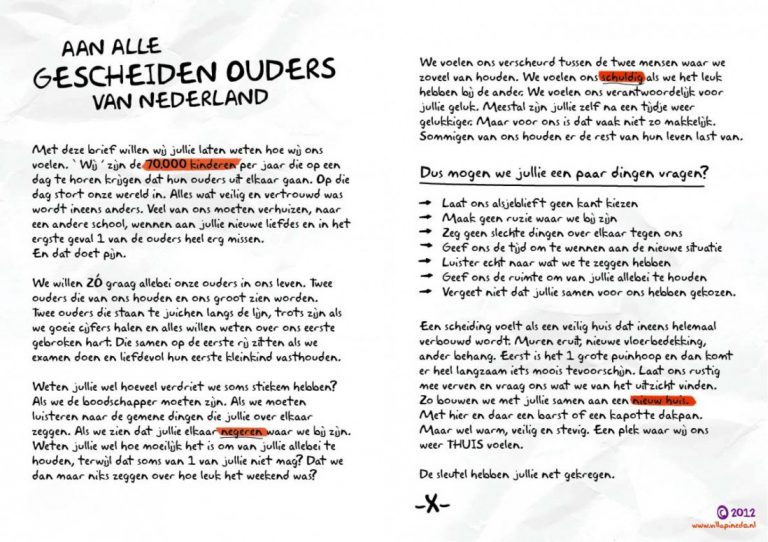 AAN ALLE
GESCHEIDEN OUDERS
VAN NEDERLAND
Met deze brief willen wij jullie laten weten hoe wij ons
voelen. `Wij´ zijn de 70.000 kinderen per jaar die op een
dag te horen krijgen dat hun ouders uit elkaar gaan. Op die
dag stort onze wereld in. Alles wat veilig en vertrouwd was
wordt ineens anders. Veel van ons moeten verhuizen, naar
een andere school, wennen aan jullie nieuwe liefdes en in het
ergste geval 1 van de ouders heel erg missen.
En dat doet pijn.
We willen ZÓ graag allebei onze ouders in ons leven. Twee
ouders die van ons houden en ons groot zien worden.
Twee ouders die staan te juichen langs de lijn, trots zijn als
we goeie cijfers halen en alles willen weten over ons eerste
gebroken hart. Die samen op de eerste rij zitten als we
examen doen en liefdevol hun eerste kleinkind vasthouden.
Weten jullie wel hoeveel verdriet we soms stiekem hebben?
Als we de boodschapper moeten zijn. Als we moeten
luisteren naar de gemene dingen die jullie over elkaar
zeggen. Als we zien dat jullie elkaar negeren waar we bij zijn.
Weten jullie wel hoe moeilijk het is om van jullie allebei te
houden, terwijl dat soms van 1 van jullie niet mag? Dat we
dan maar niks zeggen over hoe leuk het weekend was?
We voelen ons verscheurd tussen de twee mensen waar we
zoveel van houden. We voelen ons schuldig als we het leuk
hebben bij de ander. We voelen ons verantwoordelijk voor
jullie geluk. Meestal zijn jullie zelf na een tijdje weer
gelukkiger. Maar voor ons is dat vaak niet zo makkelijk.
Sommigen van ons houden er de rest van hun leven last van.
Dus mogen we jullie een paar dingen vragen?
→ Laat ons alsjeblieft geen kant kiezen
→ Maak geen ruzie waar we bij zijn
→ Zeg geen slechte dingen over elkaar tegen ons
→ Geef ons de tijd om te wennen aan de nieuwe situatie
→ Luister echt naar wat we te zeggen hebben
→ Geef ons de ruimte om van jullie allebei te houden
→ Vergeet niet dat jullie samen voor ons hebben gekozen.
Een scheiding voelt als een veilig huis dat ineens helemaal
verbouwd wordt. Muren eruit, nieuwe vloerbedekking,
ander behang. Eerst is het 1 grote puinhoop en dan komt
er heel langzaam iets moois tevoorschijn. Laat ons rustig
mee verven en vraag ons wat we van het uitzicht vinden.
Zo bouwen we met jullie samen aan een nieuw huis.
Met hier en daar een barst of een kapotte dakpan.
Maar wel warm, veilig en stevig. Een plek waar wij ons
weer THUIS voelen.
De sleutel hebben jullie net gekregen.
-X-
© 2012
www.villapinedo.nl